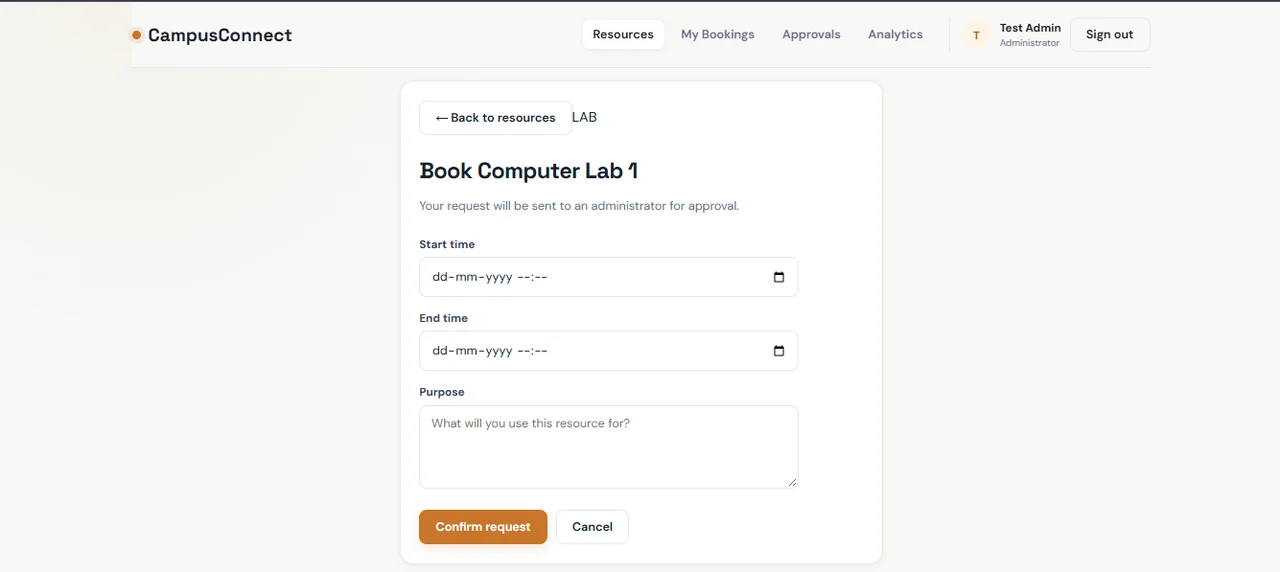 CampusConnect
Resources My Bookings Approvals Analytics
T
Test Admin
Administrator
Sign out
← Back to resources LAB
Book Computer Lab 1
Your request will be sent to an administrator for approval.
Start time
dd-mm-yyyy --:--
End time
dd-mm-yyyy --:--
Purpose
What will you use this resource for?
Confirm request Cancel